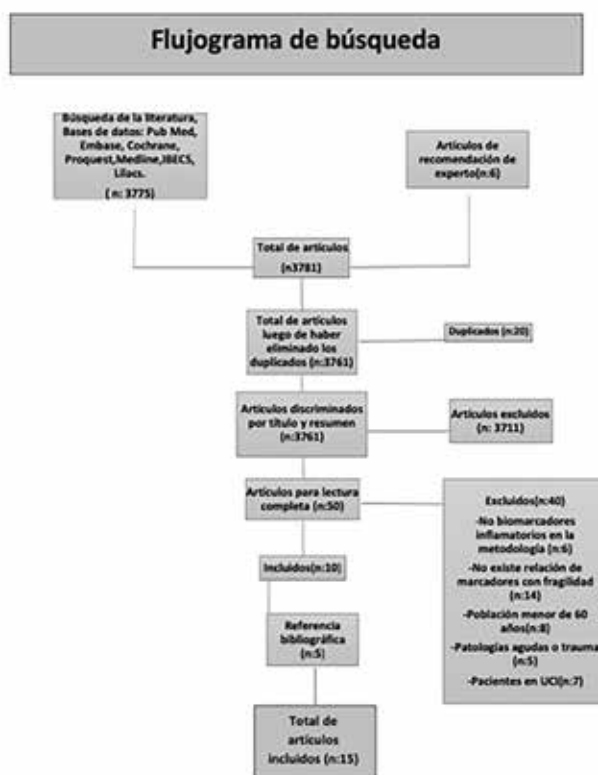 Flujograma de búsqueda
Búsqueda de la literatura,
Bases de datos: Pub Med,
Embase, Cochrane,
Proquest,Medline,IBECS,
Lilacs.
( n: 3775)
Artículos de
recomendación de
experto(n:6)
Total de artículos
(n3781)
Total de artículos
luego de haber
eliminado los
duplicados (n:3761)
Duplicados (n:20)
Artículos discriminados
por título y resumen
(n:3761)
Artículos excluidos
(n: 3711)
Artículos para lectura
completa (n:50)
Excluidos(n:40)
-No biomarcadores
inflamatorios en la
metodología (n:6)
-No existe relación de
marcadores con fragilidad
(n:14)
-Población menor de 60
años(n:8)
-Patologías agudas o trauma
(n:5)
-Pacientes en UCI(n:7)
Incluidos(n:10)
Referencia
bibliográfica
(n:5)
Total de
artículos
incluidos (n:15)